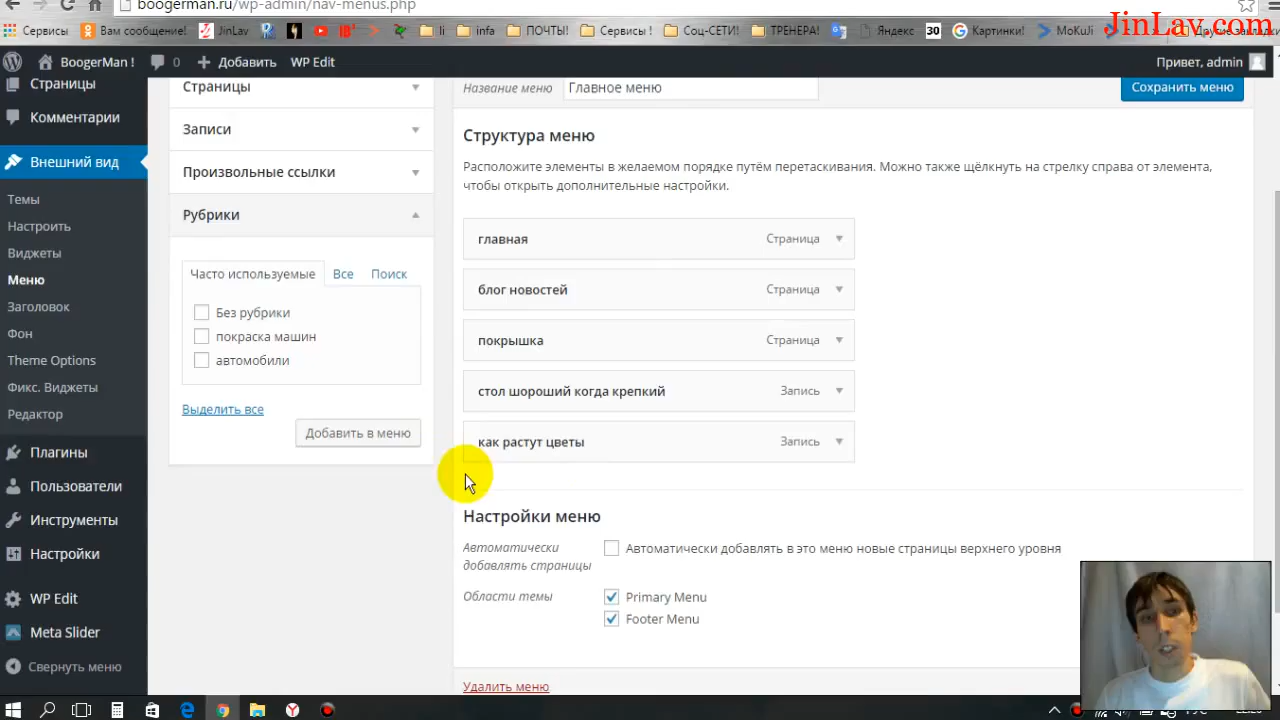 boogerman.ru/wp-admin/nav-menus.php
JinLav.com
Сервисы
Вам сообщение!
JinLav
IB
li
infa
ПОЧТЫ!
Сервисы !
Соц-СЕТИ!
ТРЕНЕРА!
Яндекс
30
Картинки!
MoKuJi
Другие закладки
BoogerMan !
0
Добавить
WP Edit
Привет, admin
Страницы
Комментарии
Внешний вид
Темы
Настроить
Виджеты
Меню
Заголовок
Фон
Theme Options
Фикс. Виджеты
Редактор
Плагины
Пользователи
Инструменты
Настройки
WP Edit
Meta Slider
Свернуть меню
Страницы
Записи
Произвольные ссылки
Рубрики
Часто используемые
Все
Поиск
Без рубрики
покраска машин
автомобили
Выделить все
Добавить в меню
Название меню
Главное меню
Сохранить меню
Структура меню
Расположите элементы в желаемом порядке путём перетаскивания. Можно также щёлкнуть на стрелку справа от элемента,
чтобы открыть дополнительные настройки.
главная Страница
блог новостей Страница
покрышка Страница
стол шороший когда крепкий Запись
как растут цветы Запись
Настройки меню
Автоматически
добавлять страницы
Автоматически добавлять в это меню новые страницы верхнего уровня
Области темы
Primary Menu
Footer Menu
Удалить меню